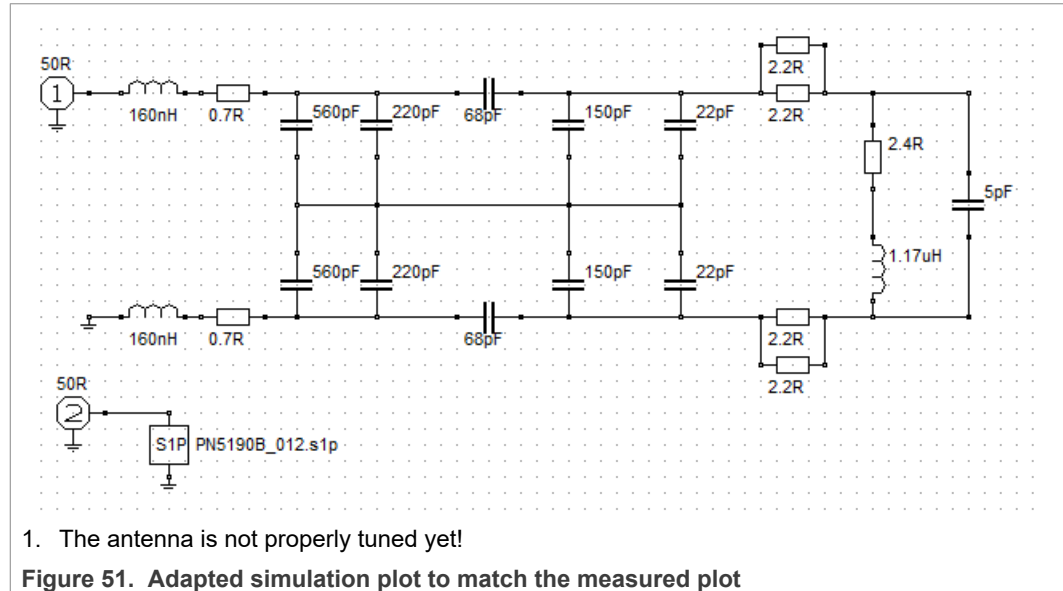 2.2R
50R
1
160nH 0.7R 560pF 220pF 68pF 150pF 22pF 2.2R
2.4R
5pF
1.17uH
560pF 220pF 150pF 22pF
160nH 0.7R 68pF 2.2R
2.2R
50R
2
S1P PN5190B_012.s1p
1. The antenna is not properly tuned yet!
Figure 51. Adapted simulation plot to match the measured plot